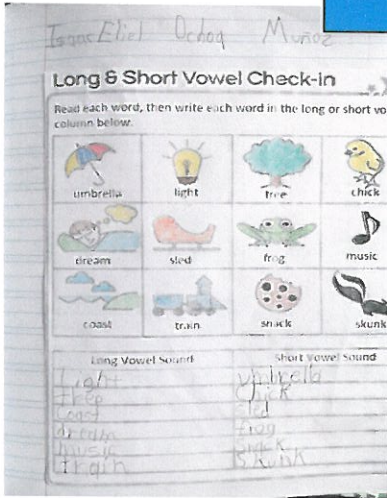 Isaac Eliel Ochoa Muñoz
Long & Short Vowel Check-in
Read each word, then write each word in the long or short vo
column below.
umbrella light tree chick
dream sled frog music
coast train snack skunk
Long Vowel Sound Short Vowel Sound
light umbrella
tree chick
coast sled
dream frog
music snack
train skunk